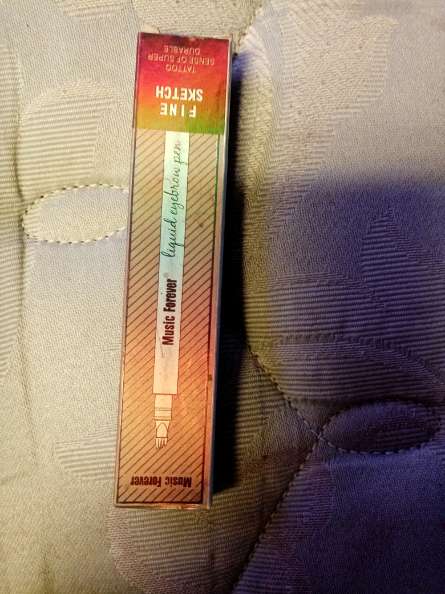 Music Forever
Music Forever® liquid eyebrow pen
FINE
SKETCH
TATTOO
SENSE OF SUPER
DURABLE